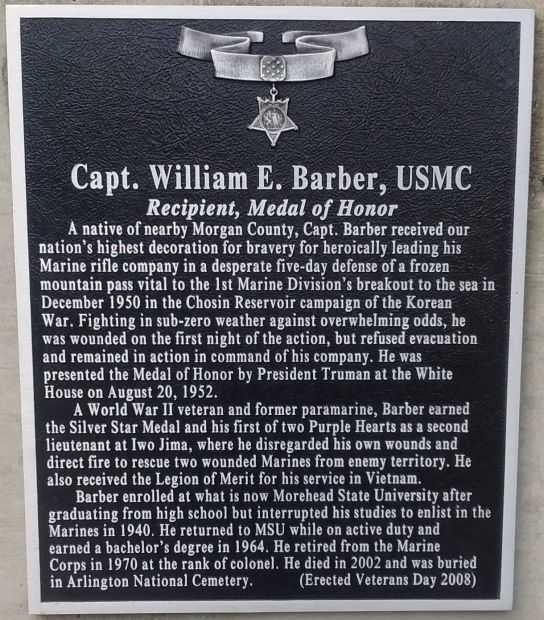 Capt. William E. Barber, USMC
Recipient, Medal of Honor
A native of nearby Morgan County, Capt. Barber received our
nation's highest decoration for bravery for heroically leading his
Marine rifle company in a desperate five-day defense of a frozen
mountain pass vital to the 1st Marine Division's breakout to the sea in
December 1950 in the Chosin Reservoir campaign of the Korean
War. Fighting in sub-zero weather against overwhelming odds, he
was wounded on the first night of the action, but refused evacuation
and remained in action in command of his company. He was
presented the Medal of Honor by President Truman at the White
House on August 20, 1952.
A World War II veteran and former paramarine, Barber earned
the Silver Star Medal and his first of two Purple Hearts as a second
lieutenant at Iwo Jima, where he disregarded his own wounds and
direct fire to rescue two wounded Marines from enemy territory. He
also received the Legion of Merit for his service in Vietnam.
Barber enrolled at what is now Morehead State University after
graduating from high school but interrupted his studies to enlist in the
Marines in 1940. He returned to MSU while on active duty and
earned a bachelor's degree in 1964. He retired from the Marine
Corps in 1970 at the rank of colonel. He died in 2002 and was buried
in Arlington National Cemetery. (Erected Veterans Day 2008)